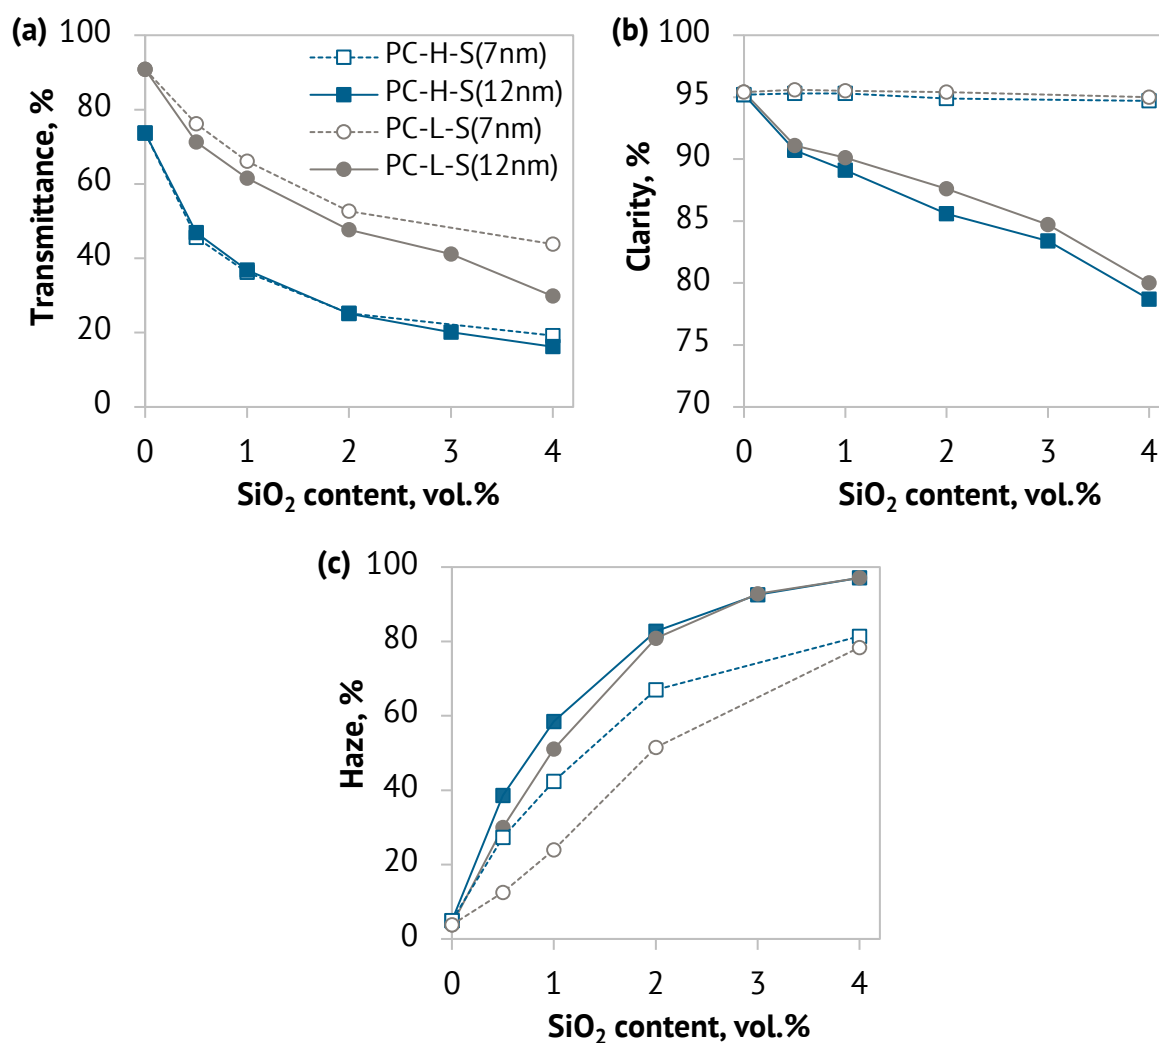 (a)
100
80
60
40
20
0
Transmittance, %
PC-H-S(7nm)
PC-H-S(12nm)
PC-L-S(7nm)
PC-L-S(12nm)
0 1 2 3 4
SiO₂ content, vol.%
(b)
100
95
90
85
80
75
70
Clarity, %
0 1 2 3 4
SiO₂ content, vol.%
(c)
100
80
60
40
20
0
Haze, %
0 1 2 3 4
SiO₂ content, vol.%